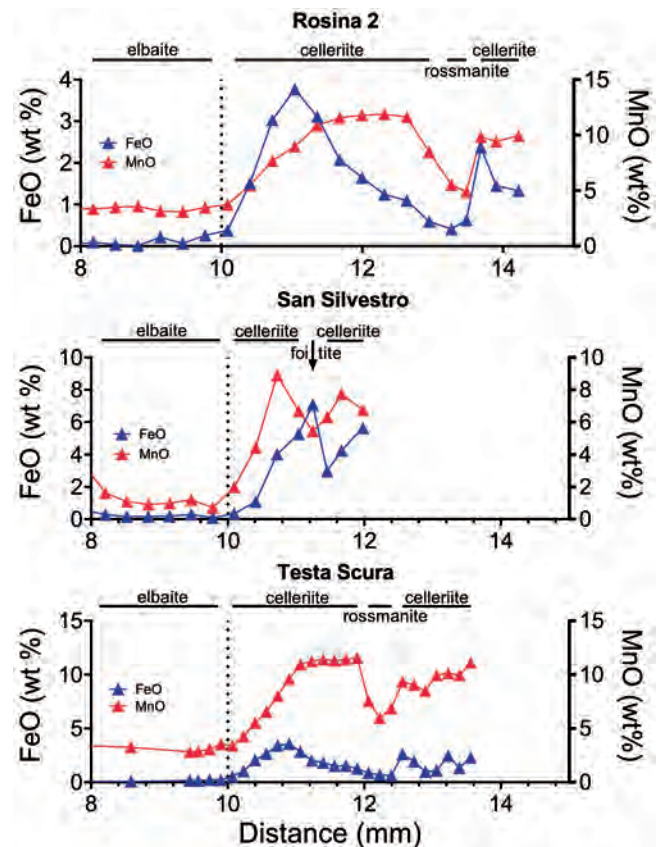 Rosina 2
elbaite celleriite celleriite
rossmanite
FeO (wt %)
4
3
2
1
0
FeO
MnO
15
10
5
0
MnO (wt%)
8 10 12 14
San Silvestro
elbaite celleriite celleriite
foitite
FeO (wt %)
10
8
6
4
2
0
FeO
MnO
10
8
6
4
2
0
MnO (wt%)
8 10 12 14
Testa Scura
elbaite celleriite celleriite
rossmanite
FeO (wt %)
15
10
5
0
FeO
MnO
15
10
5
0
MnO (wt%)
8 10 12 14
Distance (mm)